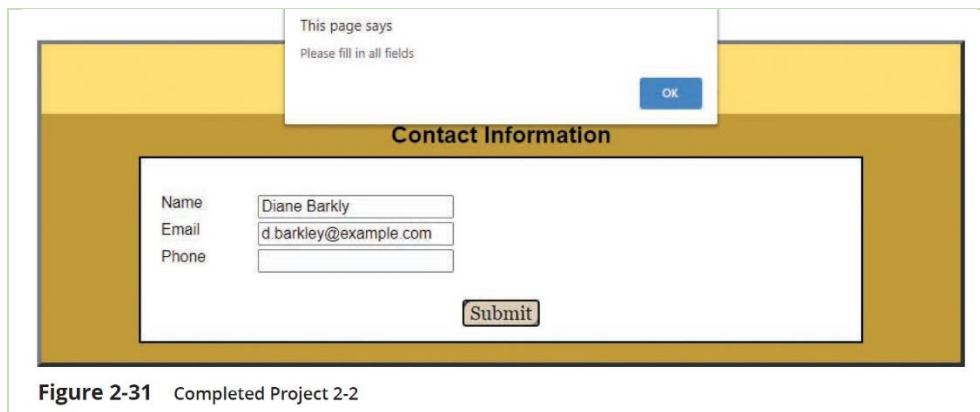 This page says
Please fill in all fields
OK
Contact Information
Name Diane Barkly
Email d.barkley@example.com
Phone
Submit
Figure 2-31 Completed Project 2-2